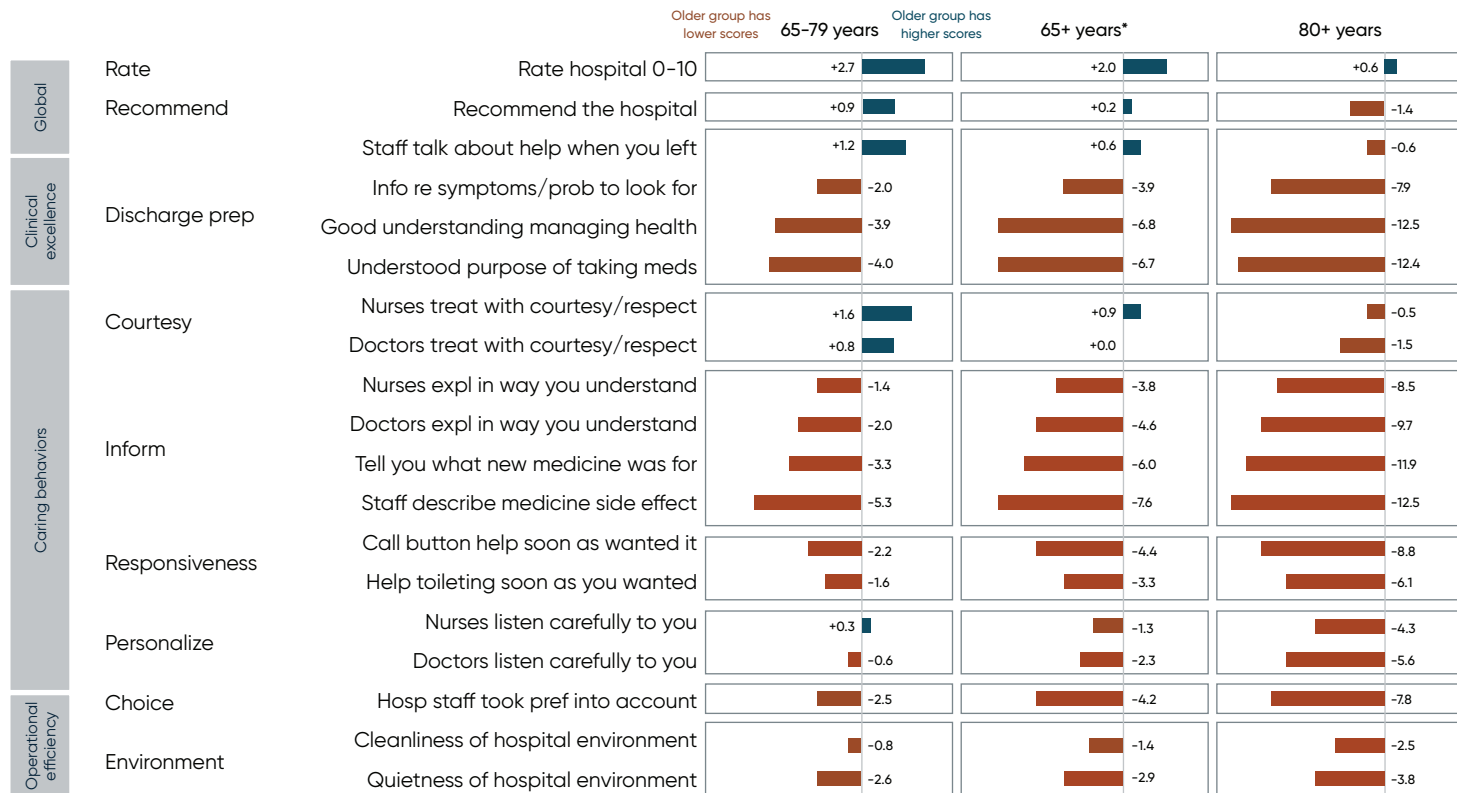 Older group has
lower scores
65-79 years
Older group has
higher scores
65+ years*
80+ years
Global
Rate
Rate hospital 0-10
+2.7
+2.0
+0.6
Recommend
Recommend the hospital
+0.9
+0.2
-1.4
Clinical
excellence
Discharge prep
Staff talk about help when you left
+1.2
+0.6
-0.6
Info re symptoms/prob to look for
-2.0
-3.9
-7.9
Good understanding managing health
-3.9
-6.8
-12.5
Understood purpose of taking meds
-4.0
-6.7
-12.4
Caring behaviors
Courtesy
Nurses treat with courtesy/respect
+1.6
+0.9
-0.5
Doctors treat with courtesy/respect
+0.8
+0.0
-1.5
Inform
Nurses expl in way you understand
-1.4
-3.8
-8.5
Doctors expl in way you understand
-2.0
-4.6
-9.7
Tell you what new medicine was for
-3.3
-6.0
-11.9
Staff describe medicine side effect
-5.3
-7.6
-12.5
Responsiveness
Call button help soon as wanted it
-2.2
-4.4
-8.8
Help toileting soon as you wanted
-1.6
-3.3
-6.1
Personalize
Nurses listen carefully to you
+0.3
-1.3
-4.3
Doctors listen carefully to you
-0.6
-2.3
-5.6
Operational
efficiency
Choice
Hosp staff took pref into account
-2.5
-4.2
-7.8
Environment
Cleanliness of hospital environment
-0.8
-1.4
-2.5
Quietness of hospital environment
-2.6
-2.9
-3.8